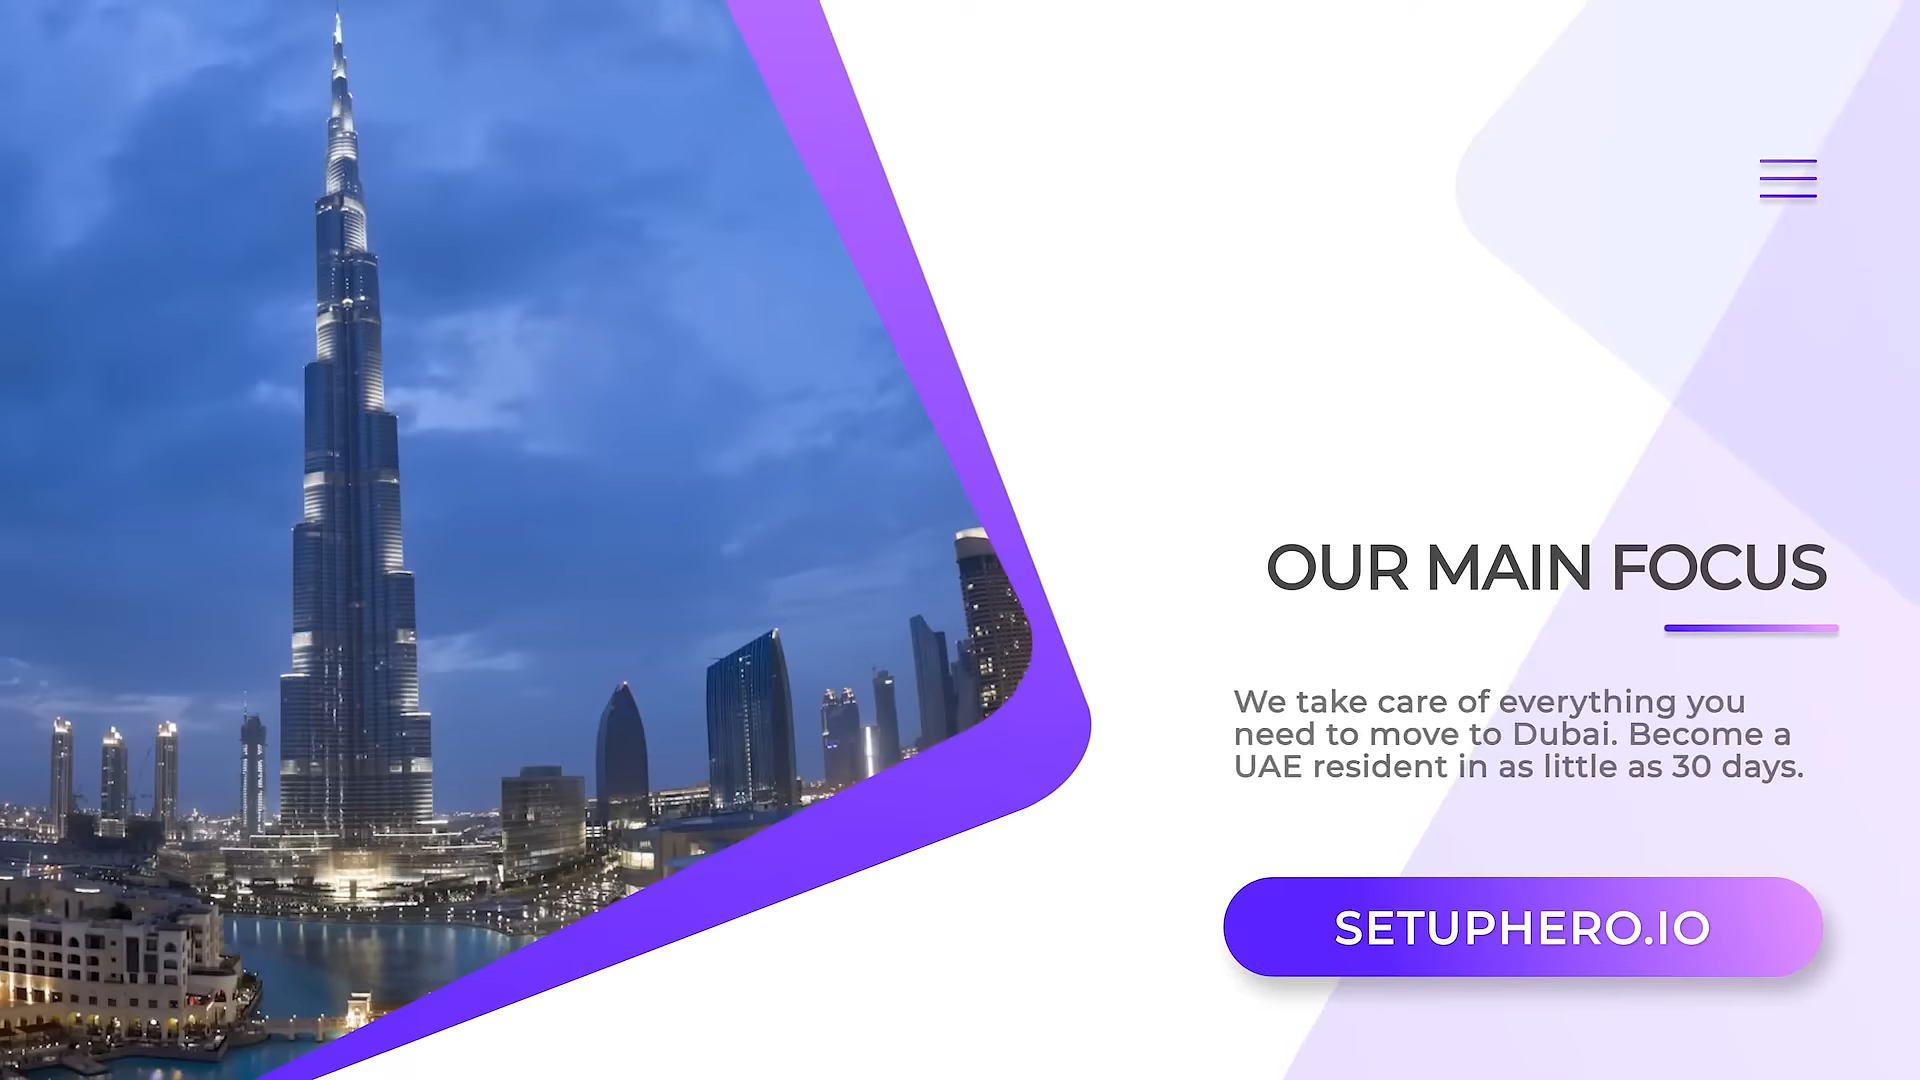 OUR MAIN FOCUS
We take care of everything you
need to move to Dubai. Become a
UAE resident in as little as 30 days.
SETUPHERO.IO